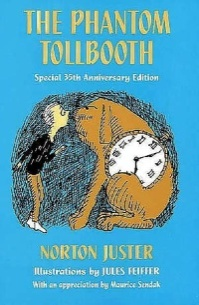 THE PHANTOM
TOLLBOOTH
Special 35th Anniversary Edition
NORTON JUSTER
Illustrations by JULES FEIFFER
With an appreciation by Maurice Sendak